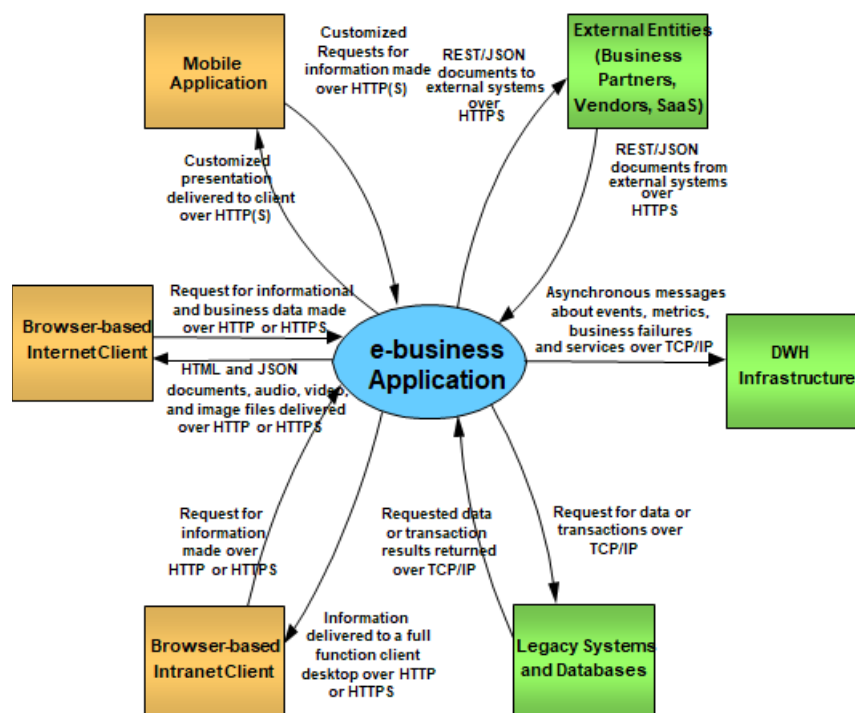 Mobile
Application
Customized
Requests for
information made
over HTTP(S)
REST/JSON
documents to
external systems
over
HTTPS
External Entities
(Business
Partners,
Vendors, SaaS)
Customized
presentation
delivered to client
over HTTP(S)
REST/JSON
documents from
external systems
over
HTTPS
Browser-based
Internet Client
Request for informational
and business data made
over HTTP or HTTPS
HTML and JSON
documents, audio, video,
and image files delivered
over HTTP or HTTPS
e-business
Application
Asynchronous messages
about events, metrics,
business failures
and services over TCP/IP
DWH
Infrastructure
Request for
information
made over
HTTP or HTTPS
Requested data
or transaction
results returned
over TCP/IP
Request for data or
transactions over
TCP/IP
Browser-based
Intranet Client
Information
delivered to a full
function client
desktop over HTTP
or HTTPS
Legacy Systems
and Databases